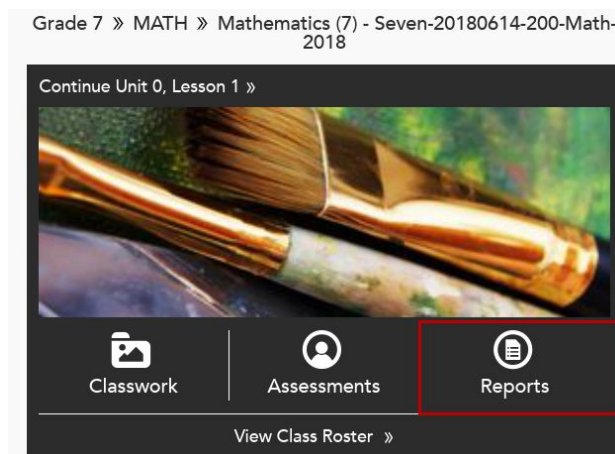 Grade 7 » MATH » Mathematics (7) - Seven-20180614-200-Math-
2018
Continue Unit 0, Lesson 1 »
Classwork
Assessments
Reports
View Class Roster »